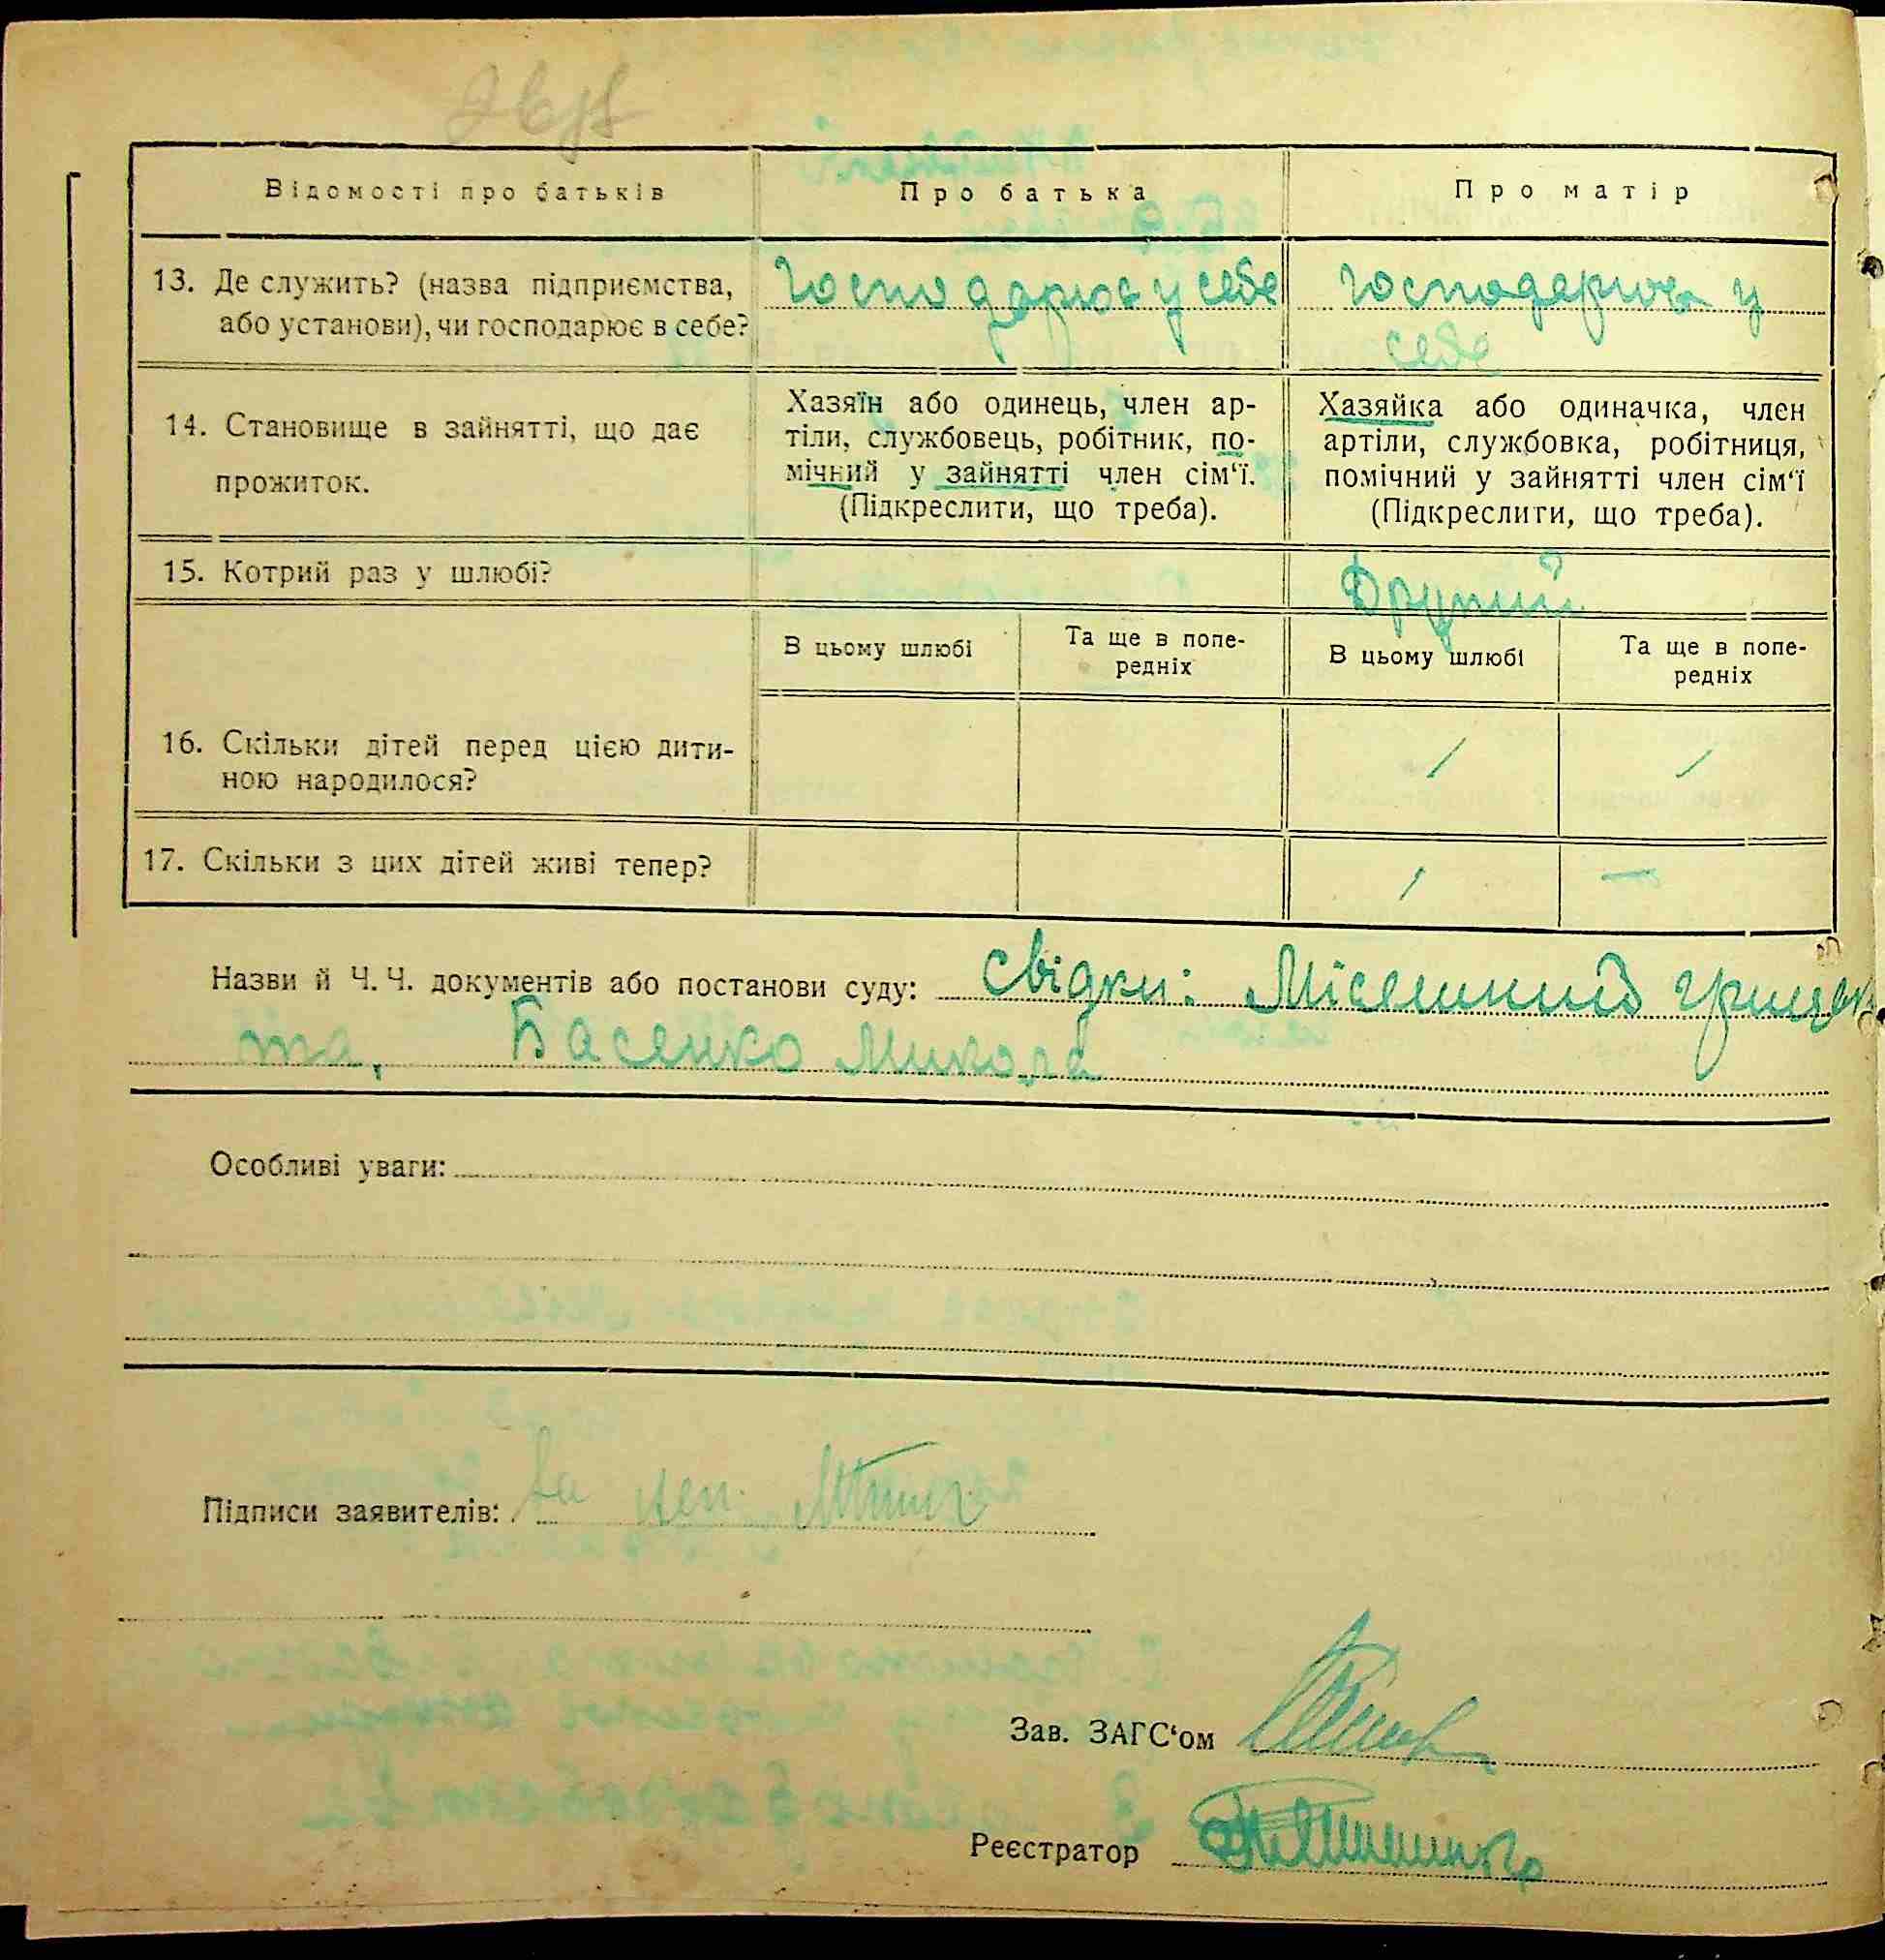 Відомості про батьків
Про батька
Про матір
13. Де служить? (назва підприємства,
або установи), чи господарює в себе?
Господарює у себе
Господарює у
себе
14. Становище в зайнятті, що дає
прожиток.
Хазяїн або одинець, член ар-
тіли, службовець, робітник, по-
мічний у зайнятті член сім‘ї.
(Підкреслити, що треба).
Хазяйка або одиначка, член
артіли, службовка, робітниця,
помічний у зайнятті член сім‘ї
(Підкреслити, що треба).
15. Котрий раз у шлюбі?
Другий
В цьому шлюбі
Та ще в попе-
редніх
В цьому шлюбі
Та ще в попе-
редніх
16. Скільки дітей перед цією дити-
ною народилося?
/ /
17. Скільки з цих дітей живі тепер?
/ —
Назви й Ч. Ч. документів або постанови суду: Свідки:
та, Басенко Микола
Особливі уваги:
Підписи заявителів: За неп.
Зав. ЗАГС‘ом
Реєстратор